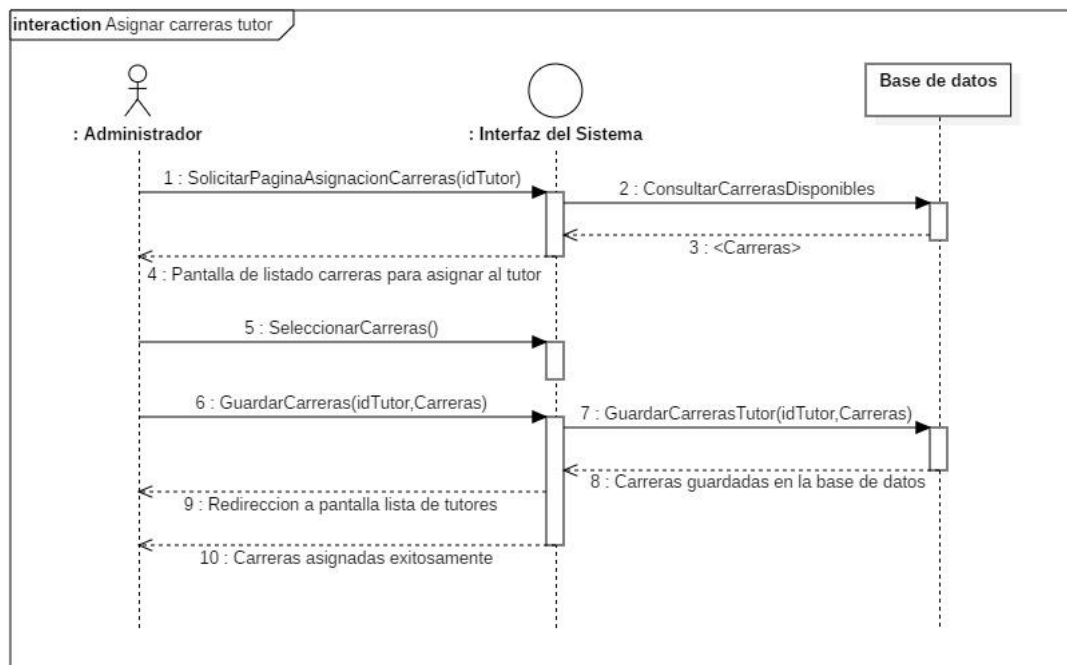 interaction Asignar carreras tutor
: Administrador
: Interfaz del Sistema
Base de datos
1 : SolicitarPaginaAsignacionCarreras(idTutor)
2 : ConsultarCarrerasDisponibles
3 : <Carreras>
4 : Pantalla de listado carreras para asignar al tutor
5 : SeleccionarCarreras()
6 : GuardarCarreras(idTutor,Carreras)
7 : GuardarCarrerasTutor(idTutor,Carreras)
8 : Carreras guardadas en la base de datos
9 : Redireccion a pantalla lista de tutores
10 : Carreras asignadas exitosamente